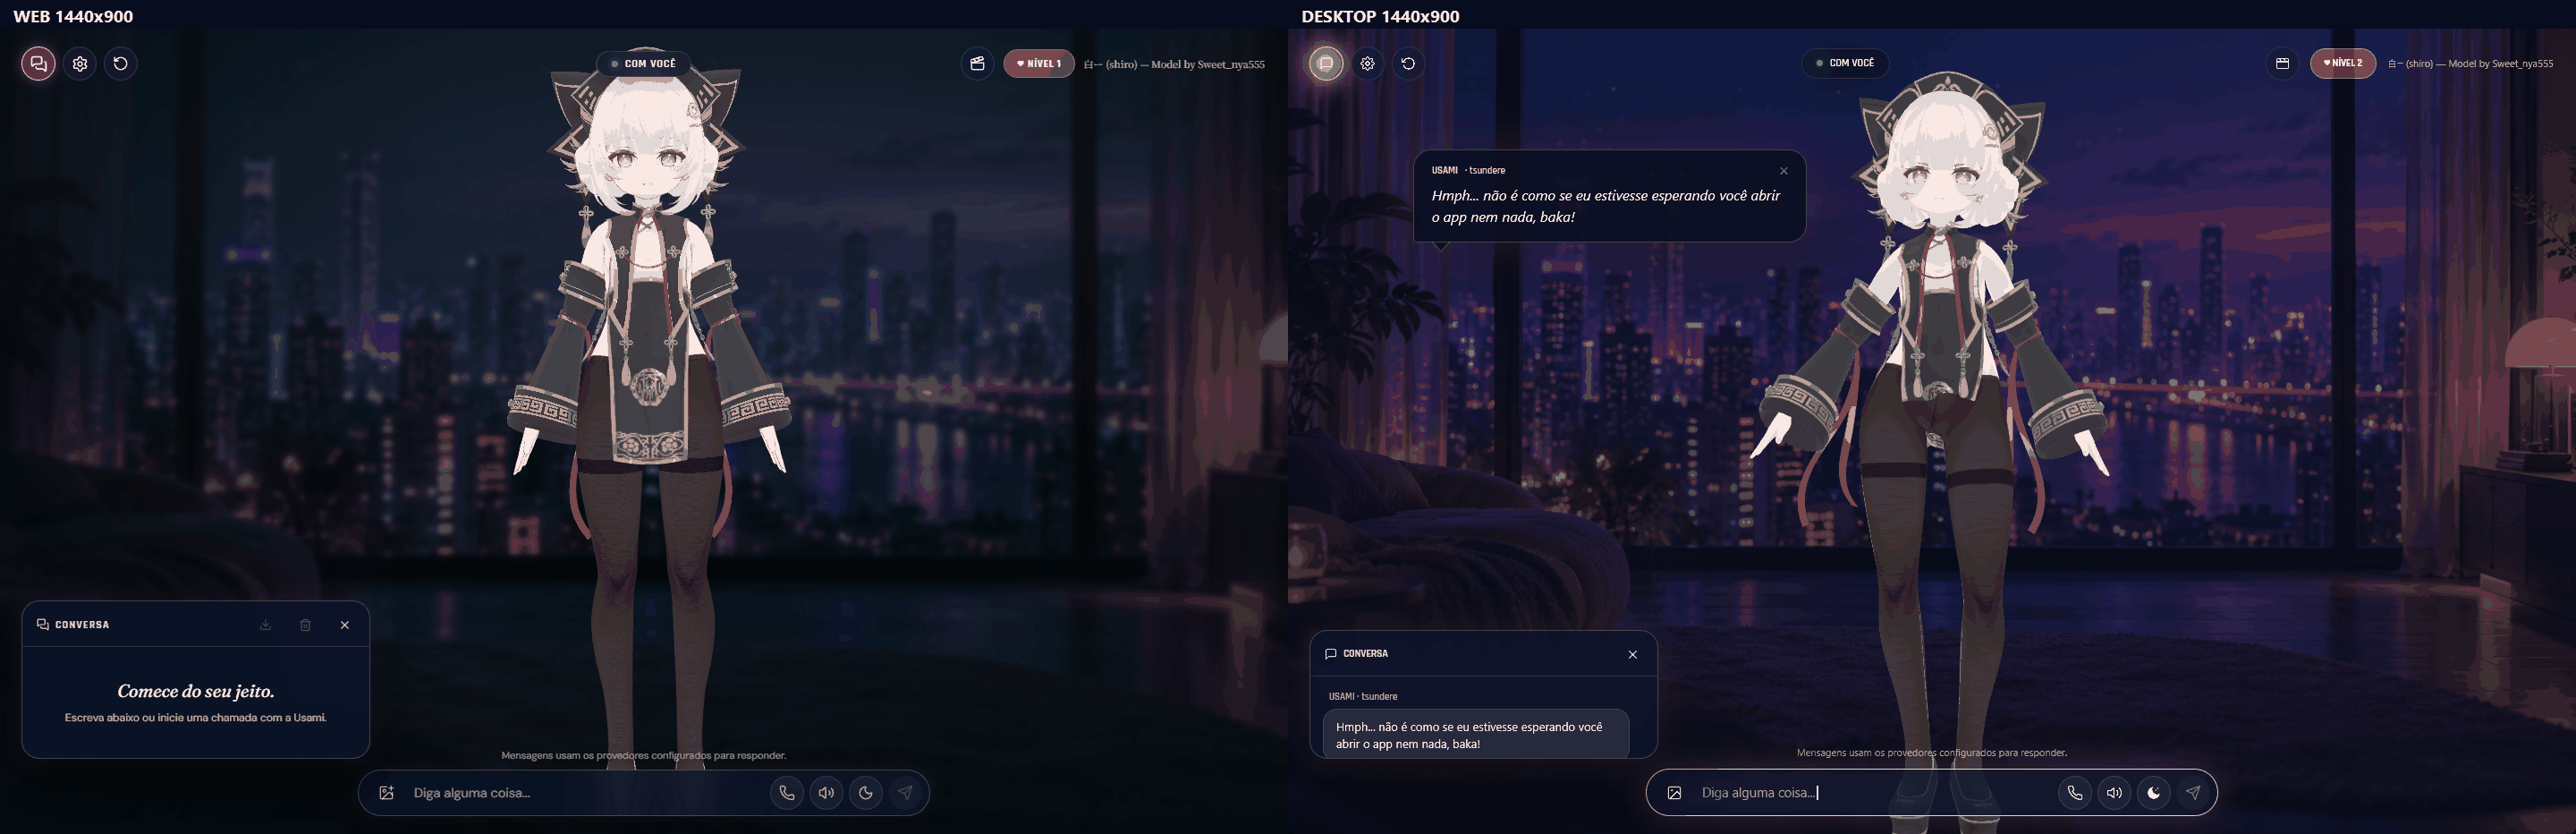 WEB 1440x900
COM VOCÊ
NÍVEL 1
白一 (shiro) — Model by Sweet_nya555
CONVERSA
Comece do seu jeito.
Escreva abaixo ou inicie uma chamada com a Usami.
Mensagens usam os provedores configurados para responder.
Diga alguma coisa...
DESKTOP 1440x900
COM VOCÊ
NÍVEL 2
白一 (shiro) — Model by Sweet_nya555
USAMI · tsundere
Hmph... não é como se eu estivesse esperando você abrir
o app nem nada, baka!
CONVERSA
USAMI · tsundere
Hmph... não é como se eu estivesse esperando você
abrir o app nem nada, baka!
Mensagens usam os provedores configurados para responder.
Diga alguma coisa...